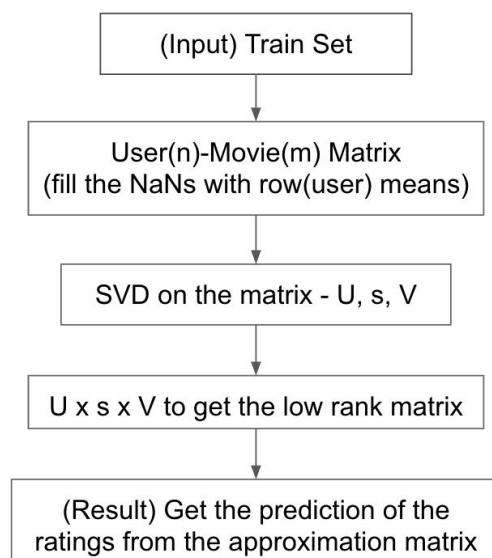 (Input) Train Set
User(n)-Movie(m) Matrix
(fill the NaNs with row(user) means)
SVD on the matrix - U, s, V
U x s x V to get the low rank matrix
(Result) Get the prediction of the
ratings from the approximation matrix